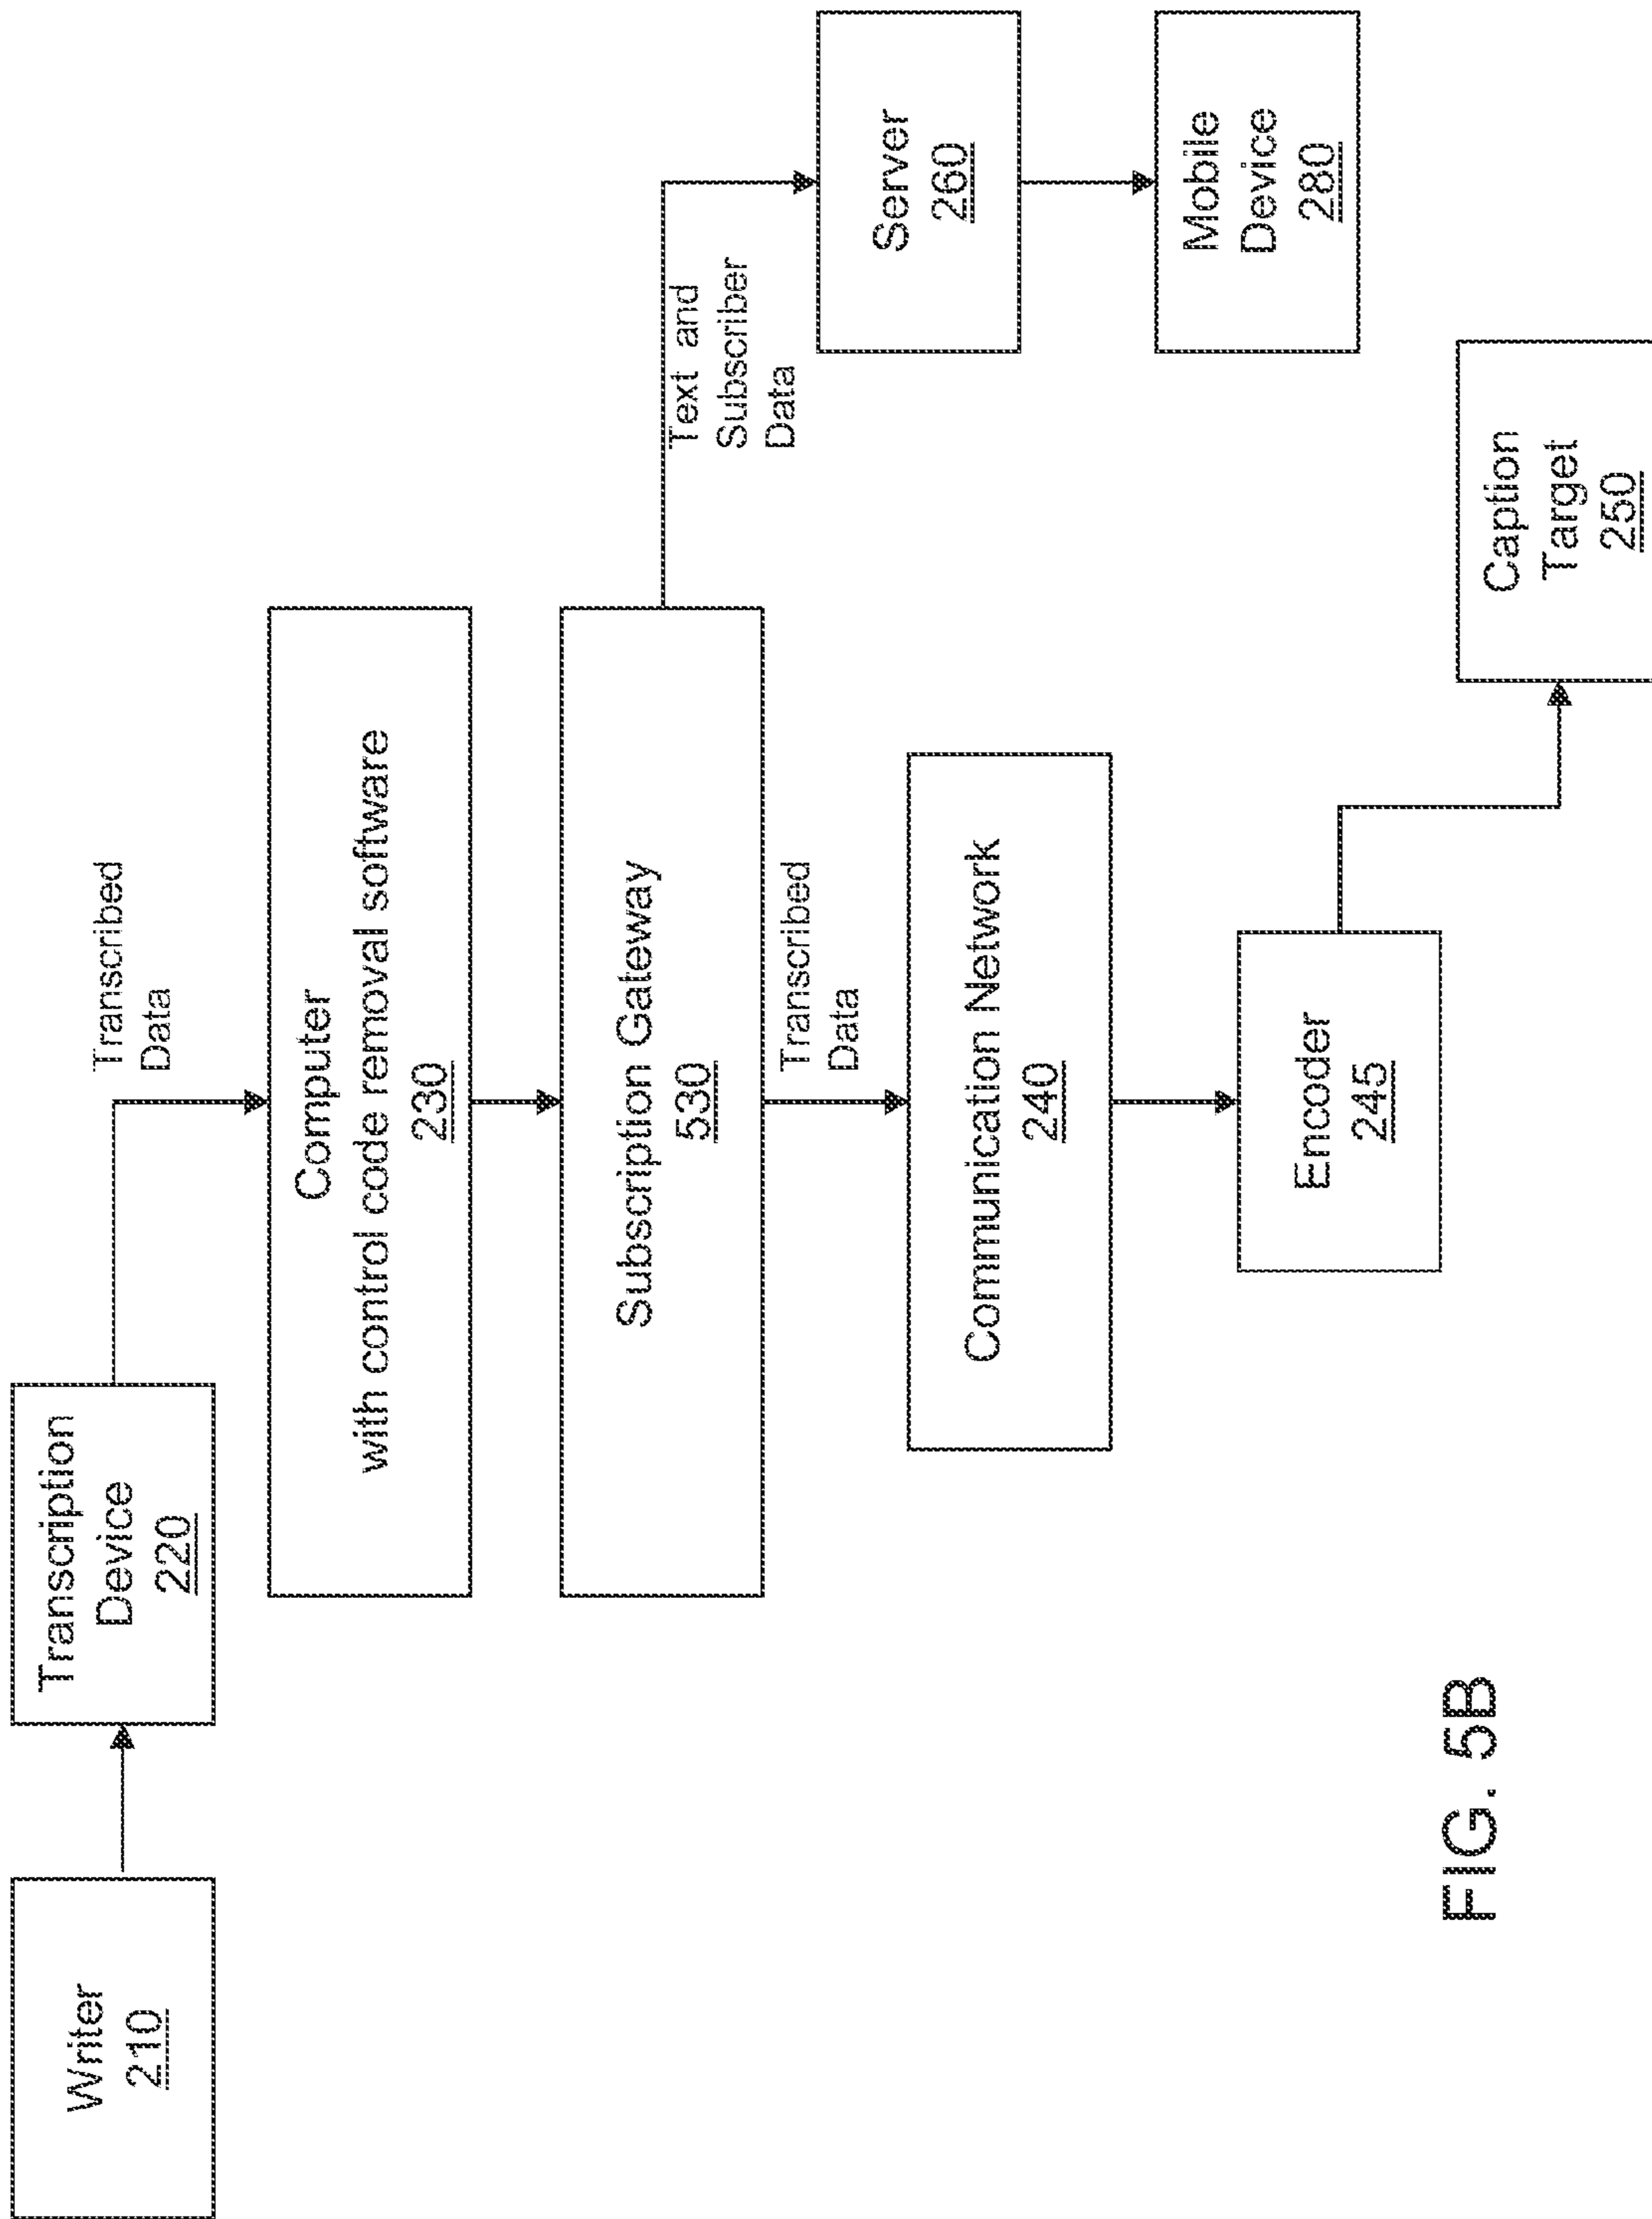 Writer
210
Transcription
Device
220
Transcribed
Data
Computer
with control code removal software
230
Subscription Gateway
530
Text and
Subscriber
Data
Server
260
Mobile
Device
280
Transcribed
Data
Communication Network
240
Encoder
245
Caption
Target
250
FIG. 5B